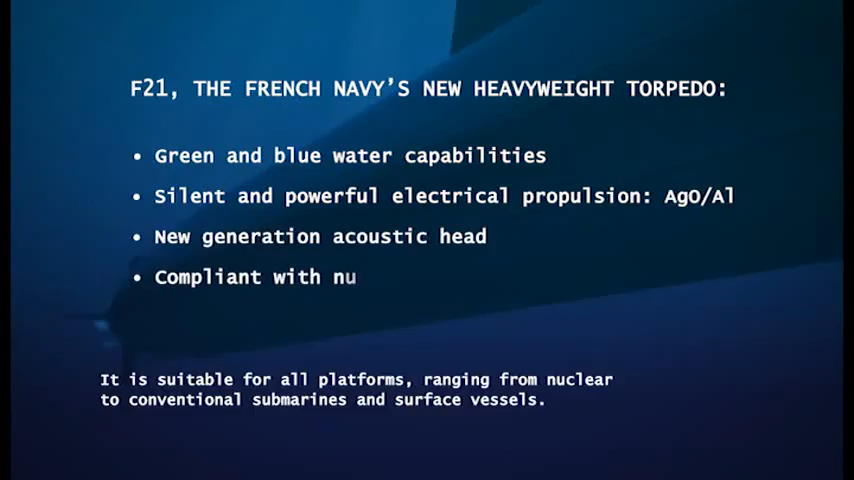 F21, THE FRENCH NAVY'S NEW HEAVYWEIGHT TORPEDO:
• Green and blue water capabilities
• Silent and powerful electrical propulsion: AgO/Al
• New generation acoustic head
• Compliant with nu
It is suitable for all platforms, ranging from nuclear
to conventional submarines and surface vessels.